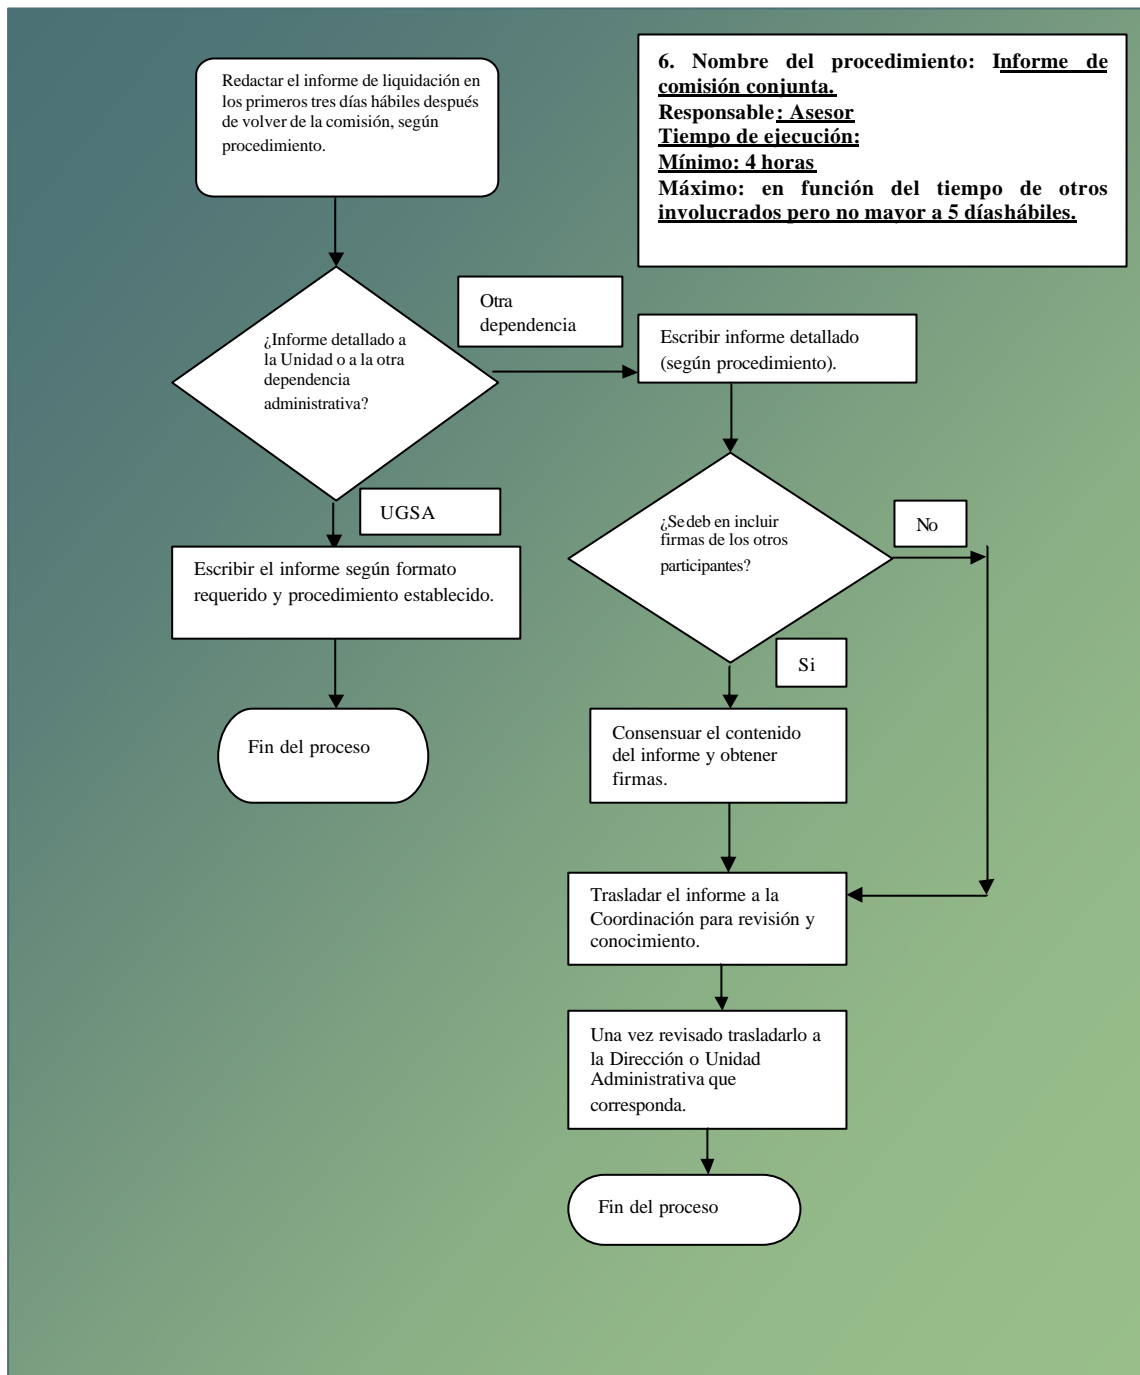 Redactar el informe de liquidación en
los primeros tres días hábiles después
de volver de la comisión, según
procedimiento.
6. Nombre del procedimiento: Informe de
comisión conjunta.
Responsable: Asesor
Tiempo de ejecución:
Mínimo: 4 horas
Máximo: en función del tiempo de otros
involucrados pero no mayor a 5 díashábiles.
Otra
dependencia
¿Informe detallado a
la Unidad o a la otra
dependencia
administrativa?
Escribir informe detallado
(según procedimiento).
UGSA
Escribir el informe según formato
requerido y procedimiento establecido.
Fin del proceso
¿Se deb en incluir
firmas de los otros
participantes?
No
Si
Consensuar el contenido
del informe y obtener
firmas.
Trasladar el informe a la
Coordinación para revisión y
conocimiento.
Una vez revisado trasladarlo a
la Dirección o Unidad
Administrativa que
corresponda.
Fin del proceso